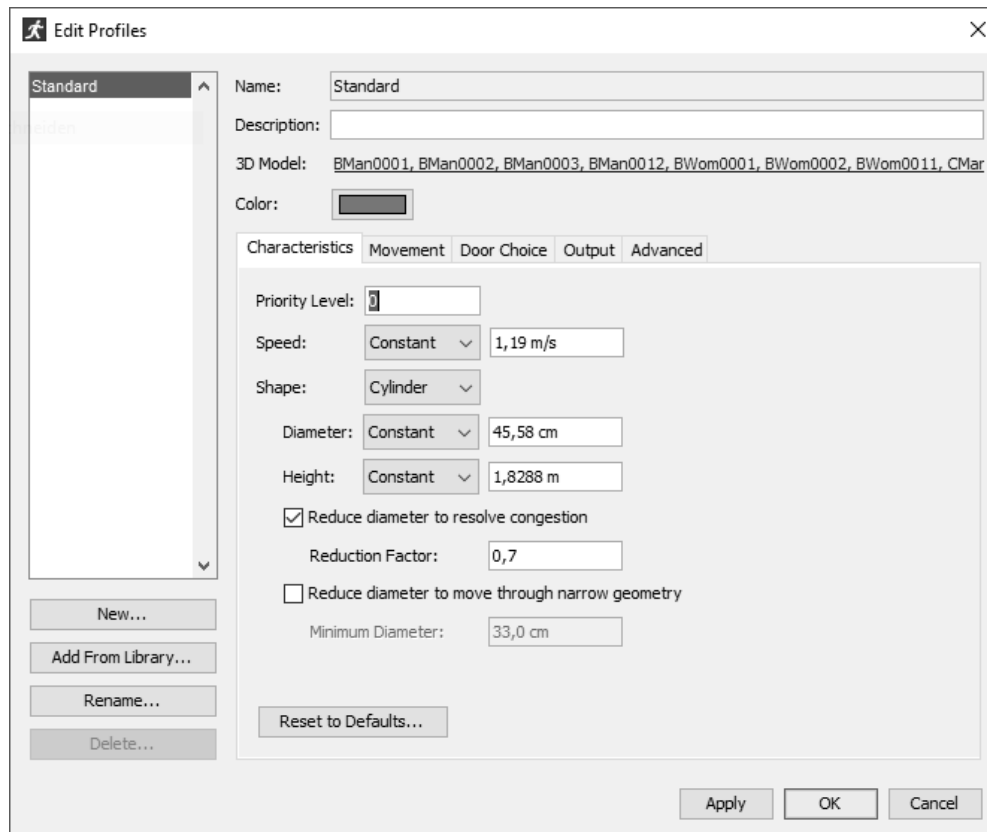 Edit Profiles
Standard
Name: Standard
hneiden
Description:
3D Model: BMan0001, BMan0002, BMan0003, BMan0012, BWom0001, BWom0002, BWom0011, CMar
Color:
Characteristics Movement Door Choice Output Advanced
Priority Level: 0
Speed: Constant 1,19 m/s
Shape: Cylinder
Diameter: Constant 45,58 cm
Height: Constant 1,8288 m
Reduce diameter to resolve congestion
Reduction Factor: 0,7
Reduce diameter to move through narrow geometry
Minimum Diameter: 33,0 cm
New...
Add From Library...
Rename...
Delete...
Reset to Defaults...
Apply OK Cancel